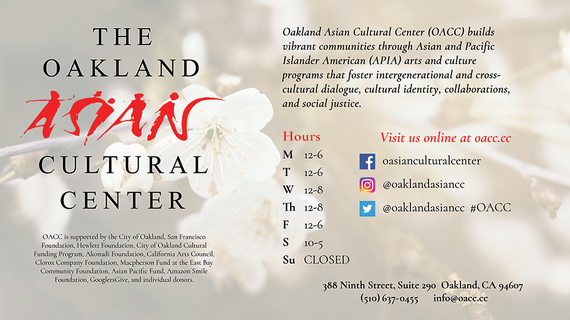 THE
OAKLAND
ASIAN
CULTURAL
CENTER
OACC is supported by the City of Oakland, San Francisco
Foundation, Hewlett Foundation, City of Oakland Cultural
Funding Program, Akonadi Foundation, California Arts Council,
Clorox Company Foundation, Macpherson Fund at the East Bay
Community Foundation, Asian Pacific Fund, Amazon Smile
Foundation, GooglersGive, and individual donors.
Oakland Asian Cultural Center (OACC) builds
vibrant communities through Asian and Pacific
Islander American (APIA) arts and culture
programs that foster intergenerational and cross-
cultural dialogue, cultural identity, collaborations,
and social justice.
Hours
M 12-6
T 12-6
W 12-8
Th 12-8
F 12-6
S 10-5
Su CLOSED
Visit us online at oacc.cc
oasianculturalcenter
@oaklandasiancc
@oaklandasiancc #OACC
388 Ninth Street, Suite 290 Oakland, CA 94607
(510) 637-0455 info@oacc.cc